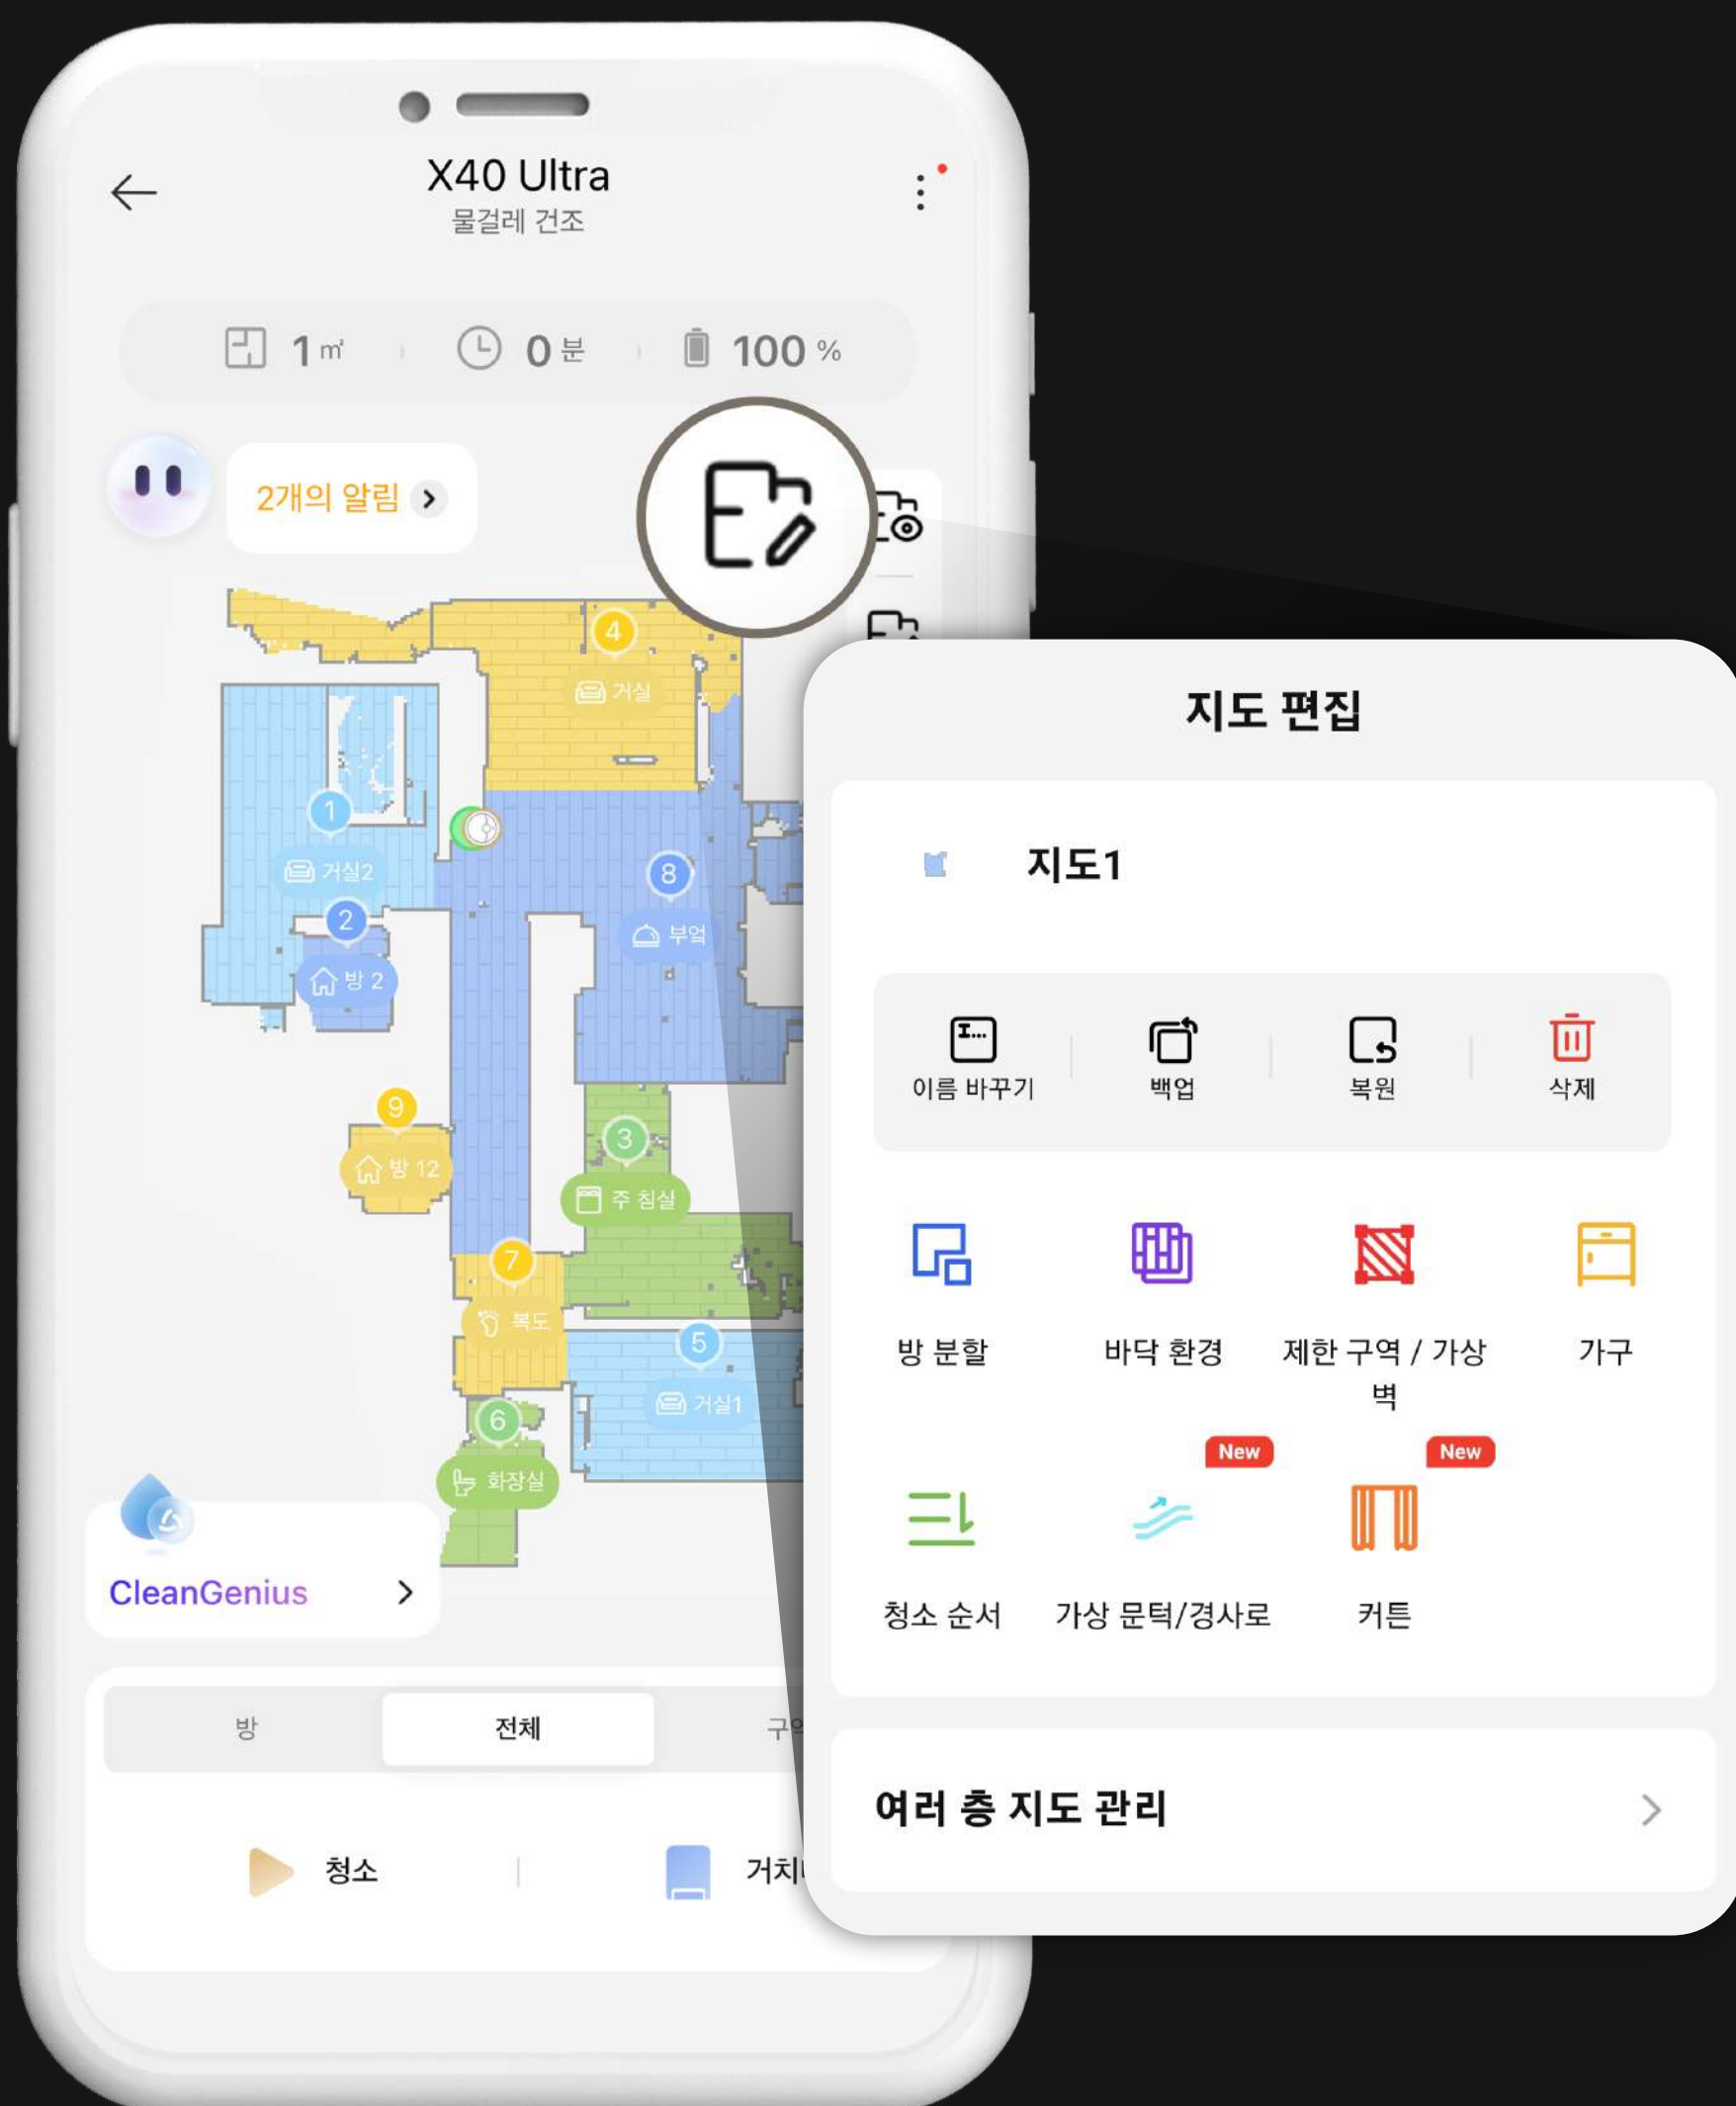 X40 Ultra
물걸레 건조
1 ㎡
0 분
100 %
2개의 알림
4
거실
1
거실2
8
부엌
2
방 2
9
방 12
3
주 침실
7
복도
5
거실1
6
화장실
CleanGenius
방
전체
청소
지도 편집
지도1
이름 바꾸기
백업
복원
삭제
방 분할
바닥 환경
제한 구역 / 가상
벽
가구
New
New
청소 순서
가상 문턱/경사로
커튼
여러 층 지도 관리